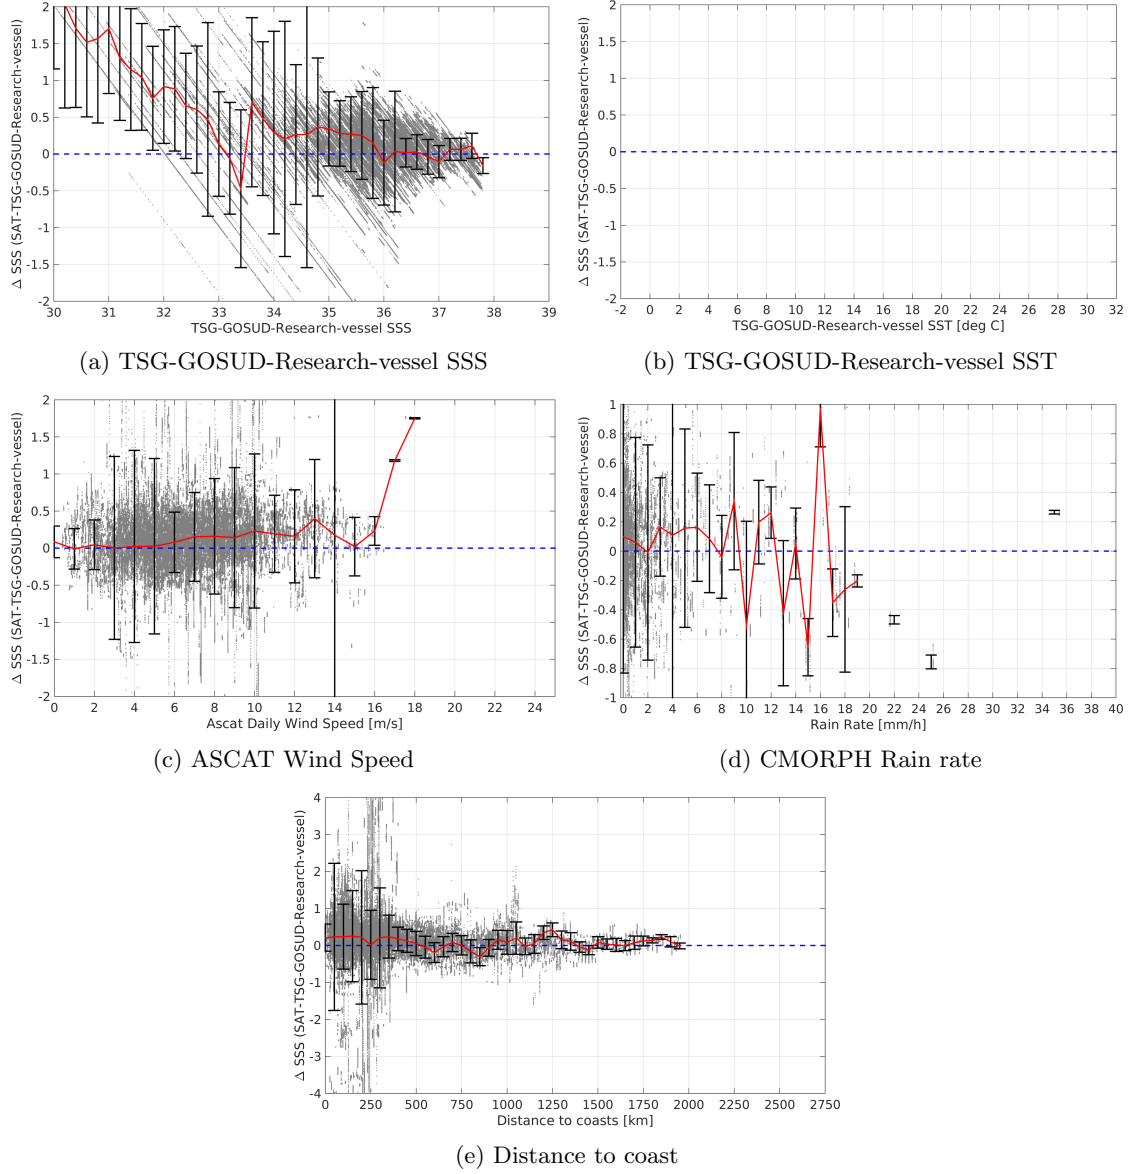 2
1.5
1
0.5
0
-0.5
-1
-1.5
-2
Δ SSS (SAT-TSG-GOSUD-Research-vessel)
30 31 32 33 34 35 36 37 38 39
TSG-GOSUD-Research-vessel SSS
(a) TSG-GOSUD-Research-vessel SSS
2
1.5
1
0.5
0
-0.5
-1
-1.5
-2
Δ SSS (SAT-TSG-GOSUD-Research-vessel)
-2 0 2 4 6 8 10 12 14 16 18 20 22 24 26 28 30 32
TSG-GOSUD-Research-vessel SST [deg C]
(b) TSG-GOSUD-Research-vessel SST
2
1.5
1
0.5
0
-0.5
-1
-1.5
-2
Δ SSS (SAT-TSG-GOSUD-Research-vessel)
0 2 4 6 8 10 12 14 16 18 20 22 24
Ascat Daily Wind Speed [m/s]
(c) ASCAT Wind Speed
1
0.8
0.6
0.4
0.2
0
-0.2
-0.4
-0.6
-0.8
-1
Δ SSS (SAT-TSG-GOSUD-Research-vessel)
0 2 4 6 8 10 12 14 16 18 20 22 24 26 28 30 32 34 36 38 40
Rain Rate [mm/h]
(d) CMORPH Rain rate
4
3
2
1
0
-1
-2
-3
-4
Δ SSS (SAT-TSG-GOSUD-Research-vessel)
0 250 500 750 1000 1250 1500 1750 2000 2250 2500 2750
Distance to coasts [km]
(e) Distance to coast